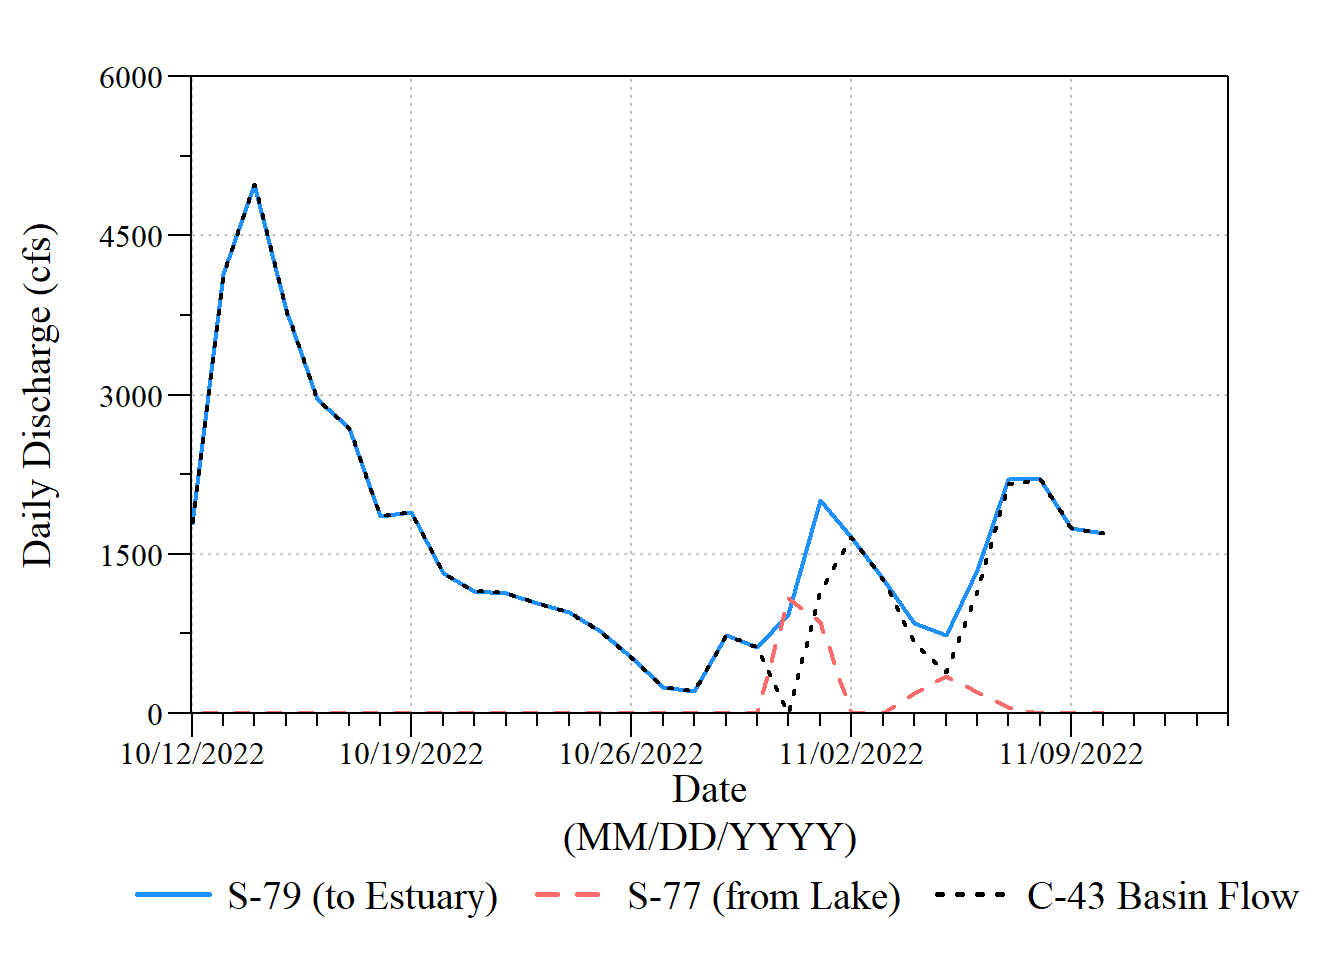 6000
4500
3000
1500
0
Daily Discharge (cfs)
10/12/2022 10/19/2022 10/26/2022 11/02/2022 11/09/2022
Date
(MM/DD/YYYY)
S-79 (to Estuary) S-77 (from Lake) C-43 Basin Flow